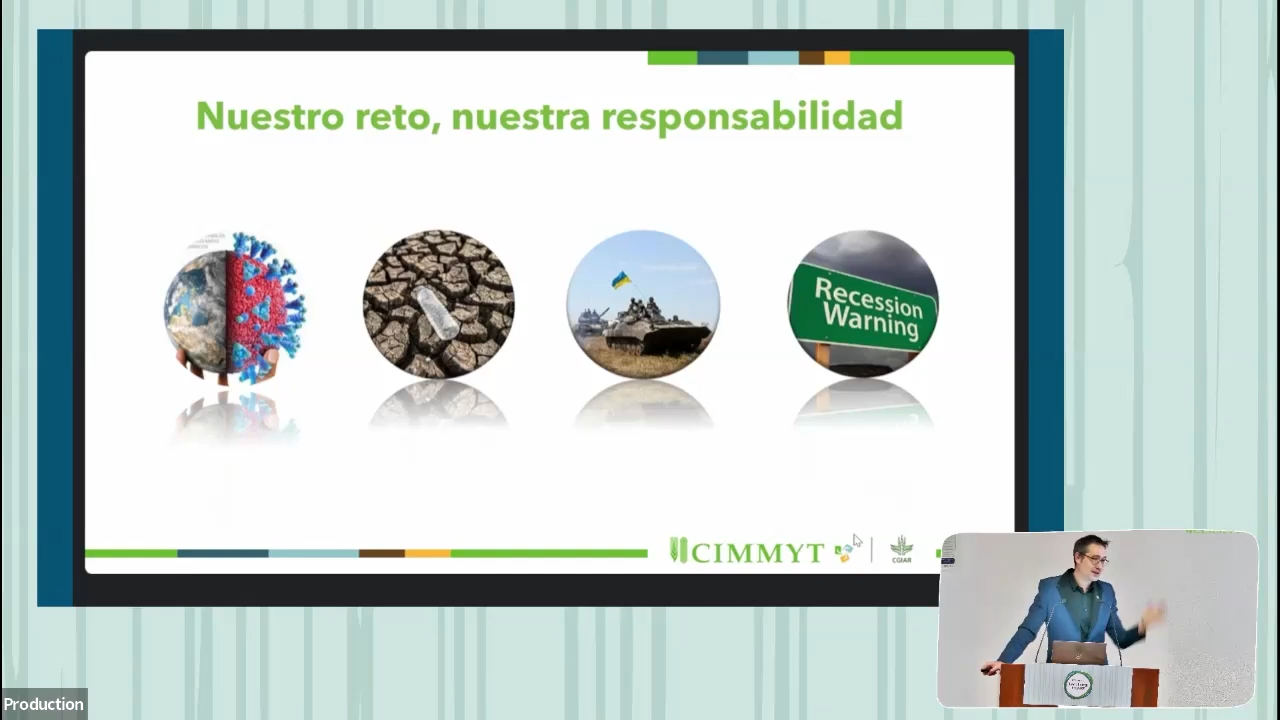 Nuestro reto, nuestra responsabilidad
Recession
Warning
CIMMYT
CGIAR
Production